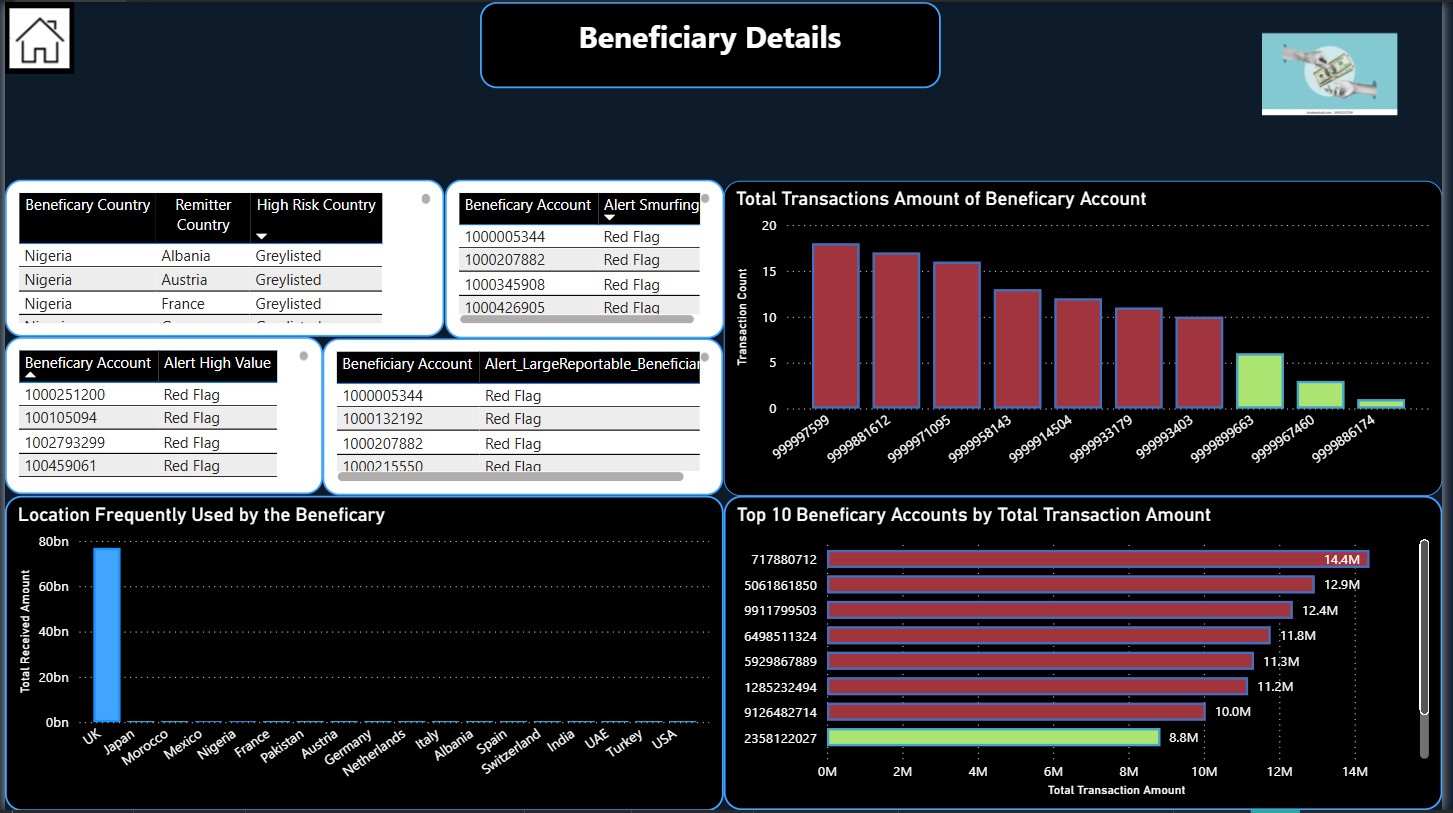 Beneficiary Details
Beneficary Country Remitter Country High Risk Country
Nigeria Albania Greylisted
Nigeria Austria Greylisted
Nigeria France Greylisted
Beneficary Account Alert Smurfing
1000005344 Red Flag
1000207882 Red Flag
1000345908 Red Flag
1000426905 Red Flag
Beneficary Account Alert High Value
1000251200 Red Flag
100105094 Red Flag
1002793299 Red Flag
100459061 Red Flag
Beneficiary Account Alert_LargeReportable_Beneficiar
1000005344 Red Flag
1000132192 Red Flag
1000207882 Red Flag
1000215550 Red Flag
Total Transactions Amount of Beneficary Account
Transaction Count
20
15
10
5
0
999997599 9999881612 9999971095 9999958143 9999914504 999933179 999993403 9999899663 9999967460 9999886174
Location Frequently Used by the Beneficary
Total Received Amount
80bn
60bn
40bn
20bn
0bn
UK Japan Morocco Mexico Nigeria France Pakistan Austria Germany Netherlands Italy Albania Spain Switzerland India UAE Turkey USA
Top 10 Beneficary Accounts by Total Transaction Amount
717880712 14.4M
5061861850 12.9M
9911799503 12.4M
6498511324 11.8M
5929867889 11.3M
1285232494 11.2M
9126482714 10.0M
2358122027 8.8M
0M 2M 4M 6M 8M 10M 12M 14M
Total Transaction Amount